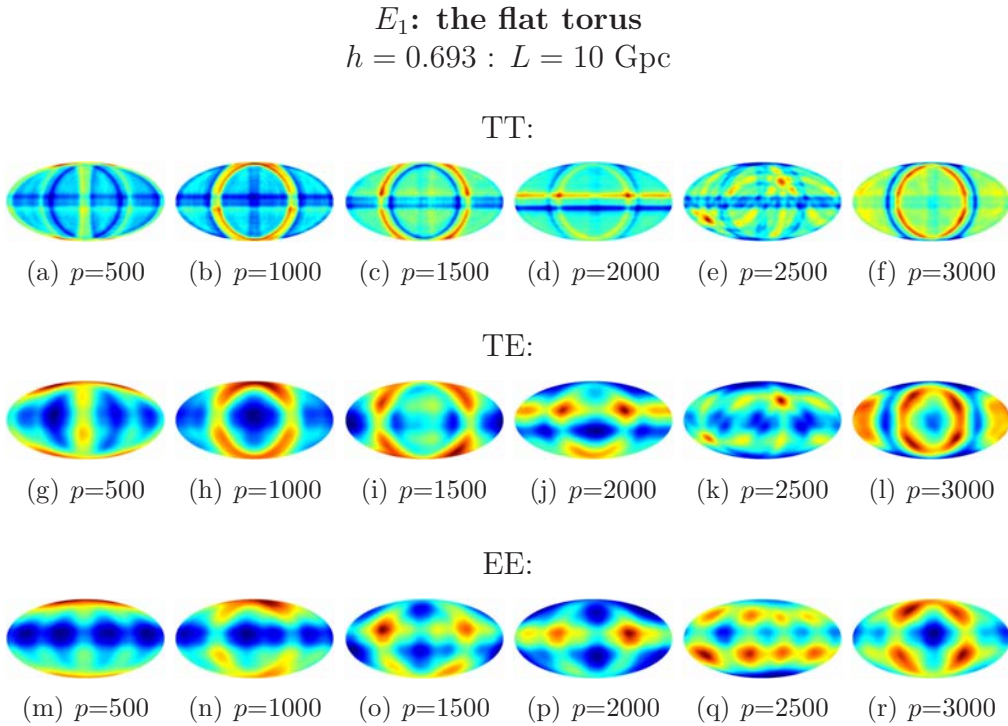 E₁: the flat torus
h = 0.693 : L = 10 Gpc
TT:
(a) p=500 (b) p=1000 (c) p=1500 (d) p=2000 (e) p=2500 (f) p=3000
TE:
(g) p=500 (h) p=1000 (i) p=1500 (j) p=2000 (k) p=2500 (l) p=3000
EE:
(m) p=500 (n) p=1000 (o) p=1500 (p) p=2000 (q) p=2500 (r) p=3000